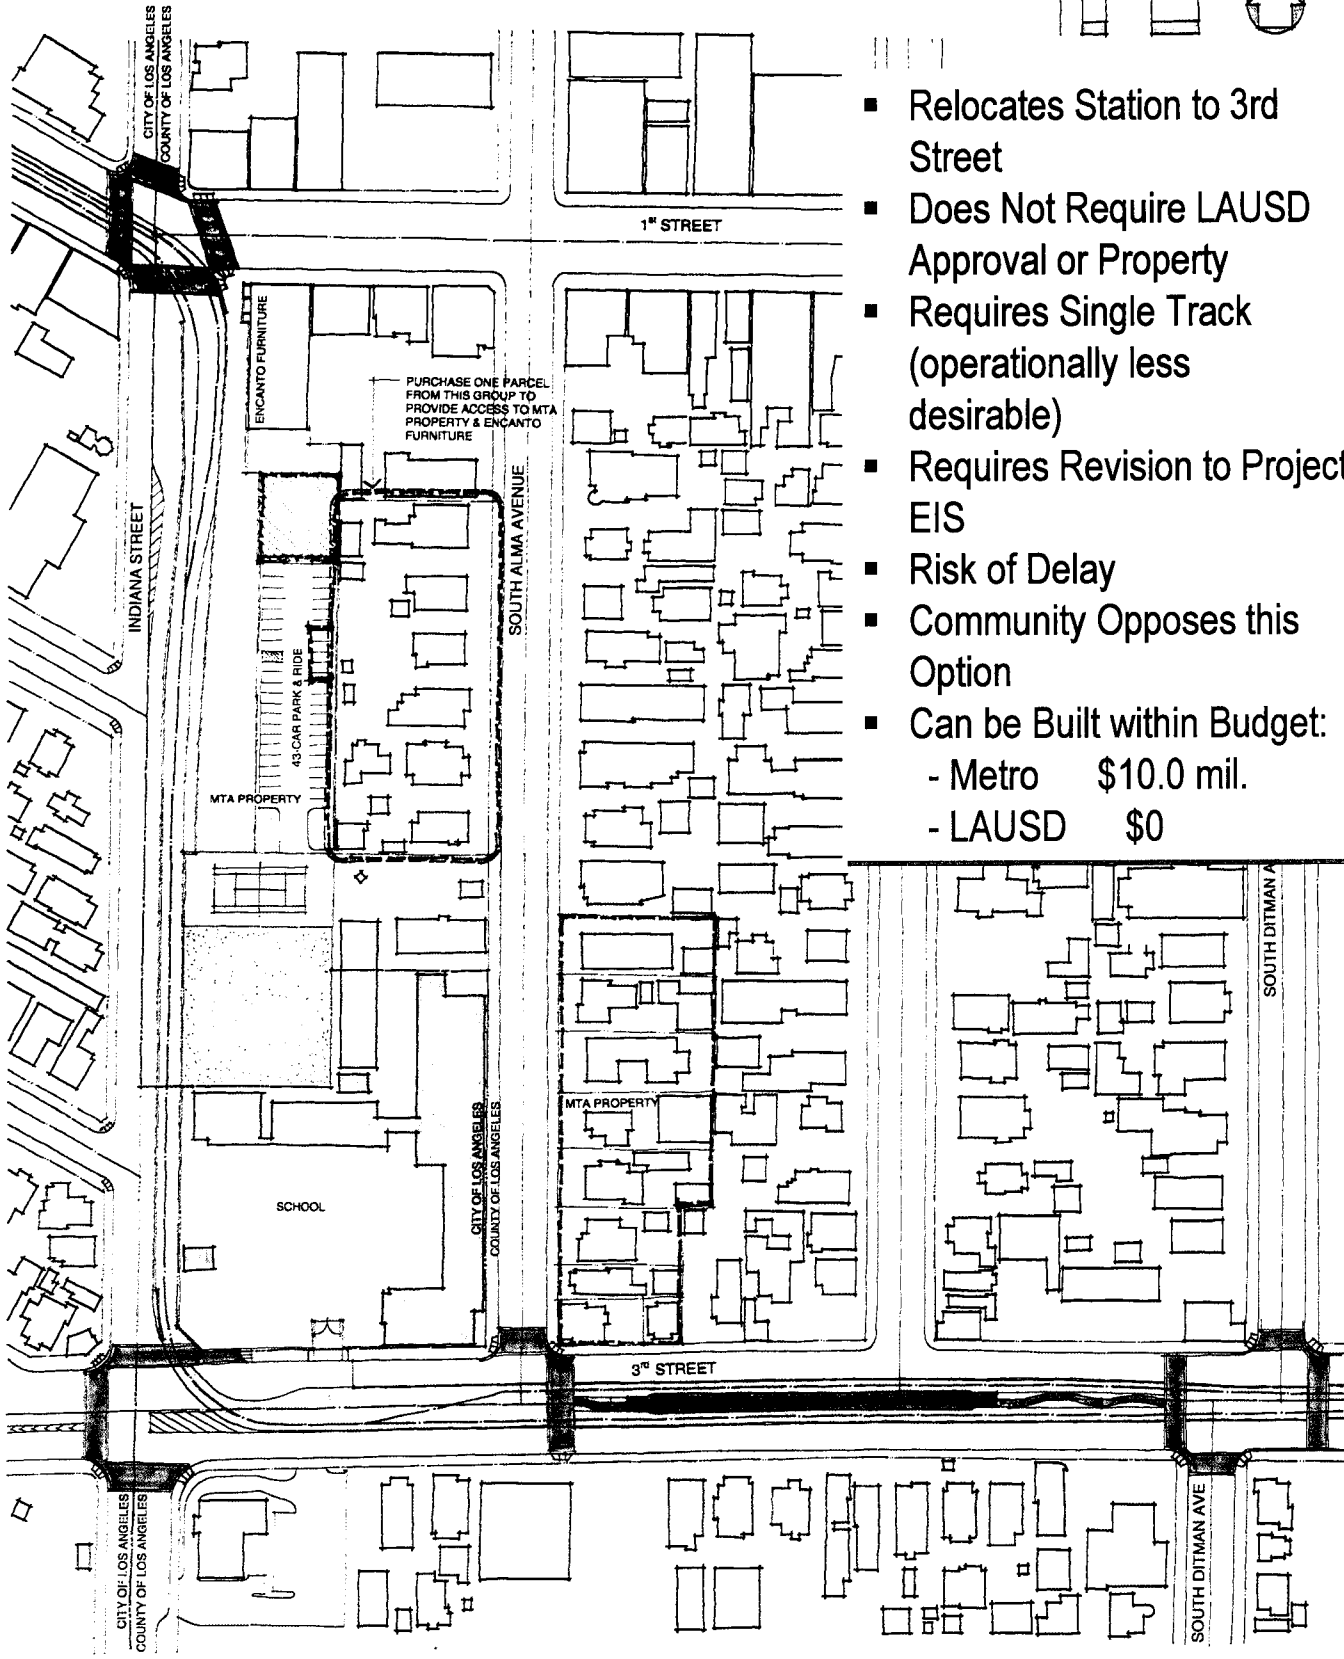 CITY OF LOS ANGELES
COUNTY OF LOS ANGELES
▪ Relocates Station to 3rd
Street
▪ Does Not Require LAUSD
Approval or Property
▪ Requires Single Track
(operationally less
desirable)
▪ Requires Revision to Project
EIS
▪ Risk of Delay
▪ Community Opposes this
Option
▪ Can be Built within Budget:
- Metro $10.0 mil.
- LAUSD $0
1st STREET
ENCANTO FURNITURE
PURCHASE ONE PARCEL
FROM THIS GROUP TO
PROVIDE ACCESS TO MTA
PROPERTY & ENCANTO
FURNITURE
INDIANA STREET
SOUTH ALMA AVENUE
43-CAR PARK & RIDE
MTA PROPERTY
SOUTH DITMAN A
MTA PROPERTY
CITY OF LOS ANGELES
COUNTY OF LOS ANGELES
SCHOOL
3rd STREET
CITY OF LOS ANGELES
COUNTY OF LOS ANGELES
SOUTH DITMAN AVE